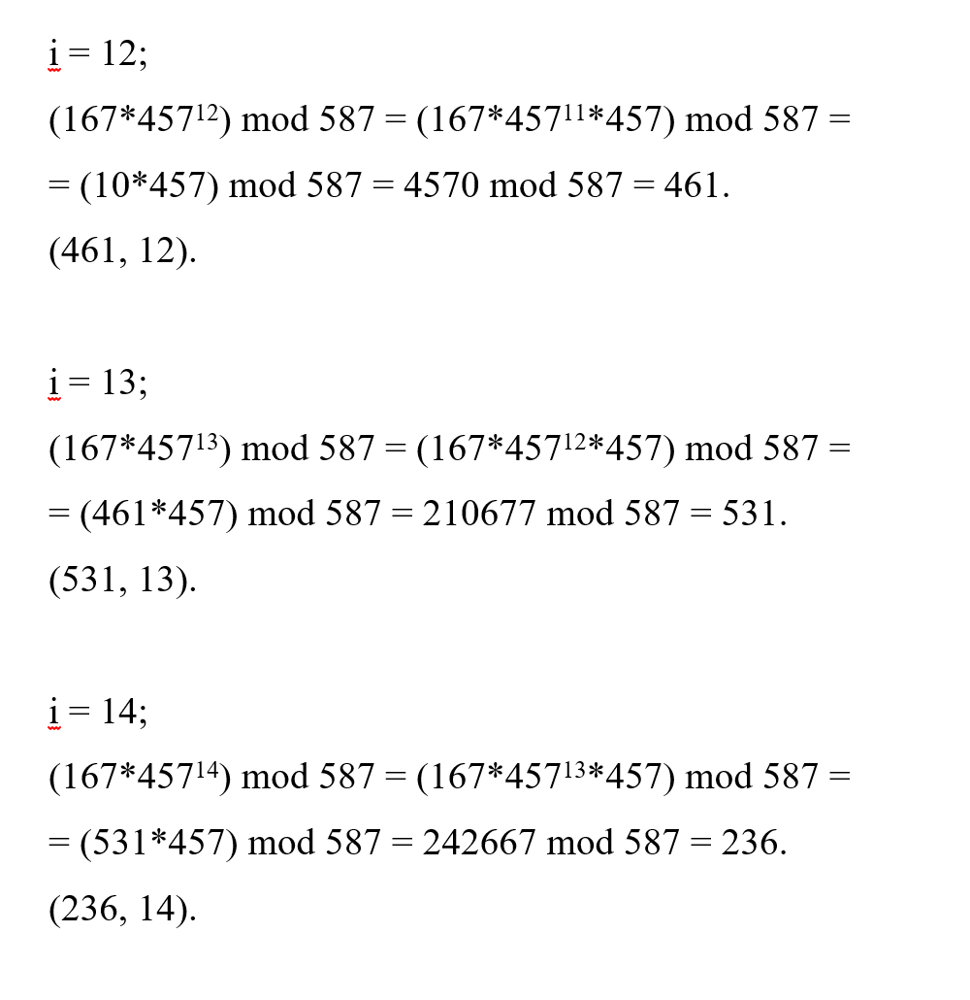 i = 12;
(167*457¹²) mod 587 = (167*457¹¹*457) mod 587 =
= (10*457) mod 587 = 4570 mod 587 = 461.
(461, 12).
i = 13;
(167*457¹³) mod 587 = (167*457¹²*457) mod 587 =
= (461*457) mod 587 = 210677 mod 587 = 531.
(531, 13).
i = 14;
(167*457¹⁴) mod 587 = (167*457¹³*457) mod 587 =
= (531*457) mod 587 = 242667 mod 587 = 236.
(236, 14).